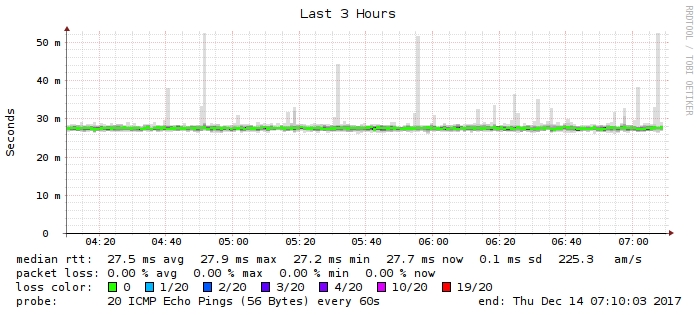 Last 3 Hours
RRDTOOL / TOBI OETIKER
Seconds
50 m
40 m
30 m
20 m
10 m
0
04:20 04:40 05:00 05:20 05:40 06:00 06:20 06:40 07:00
median rtt: 27.5 ms avg 27.9 ms max 27.2 ms min 27.7 ms now 0.1 ms sd 225.3 am/s
packet loss: 0.00 % avg 0.00 % max 0.00 % min 0.00 % now
loss color: 0 1/20 2/20 3/20 4/20 10/20 19/20
probe: 20 ICMP Echo Pings (56 Bytes) every 60s end: Thu Dec 14 07:10:03 2017